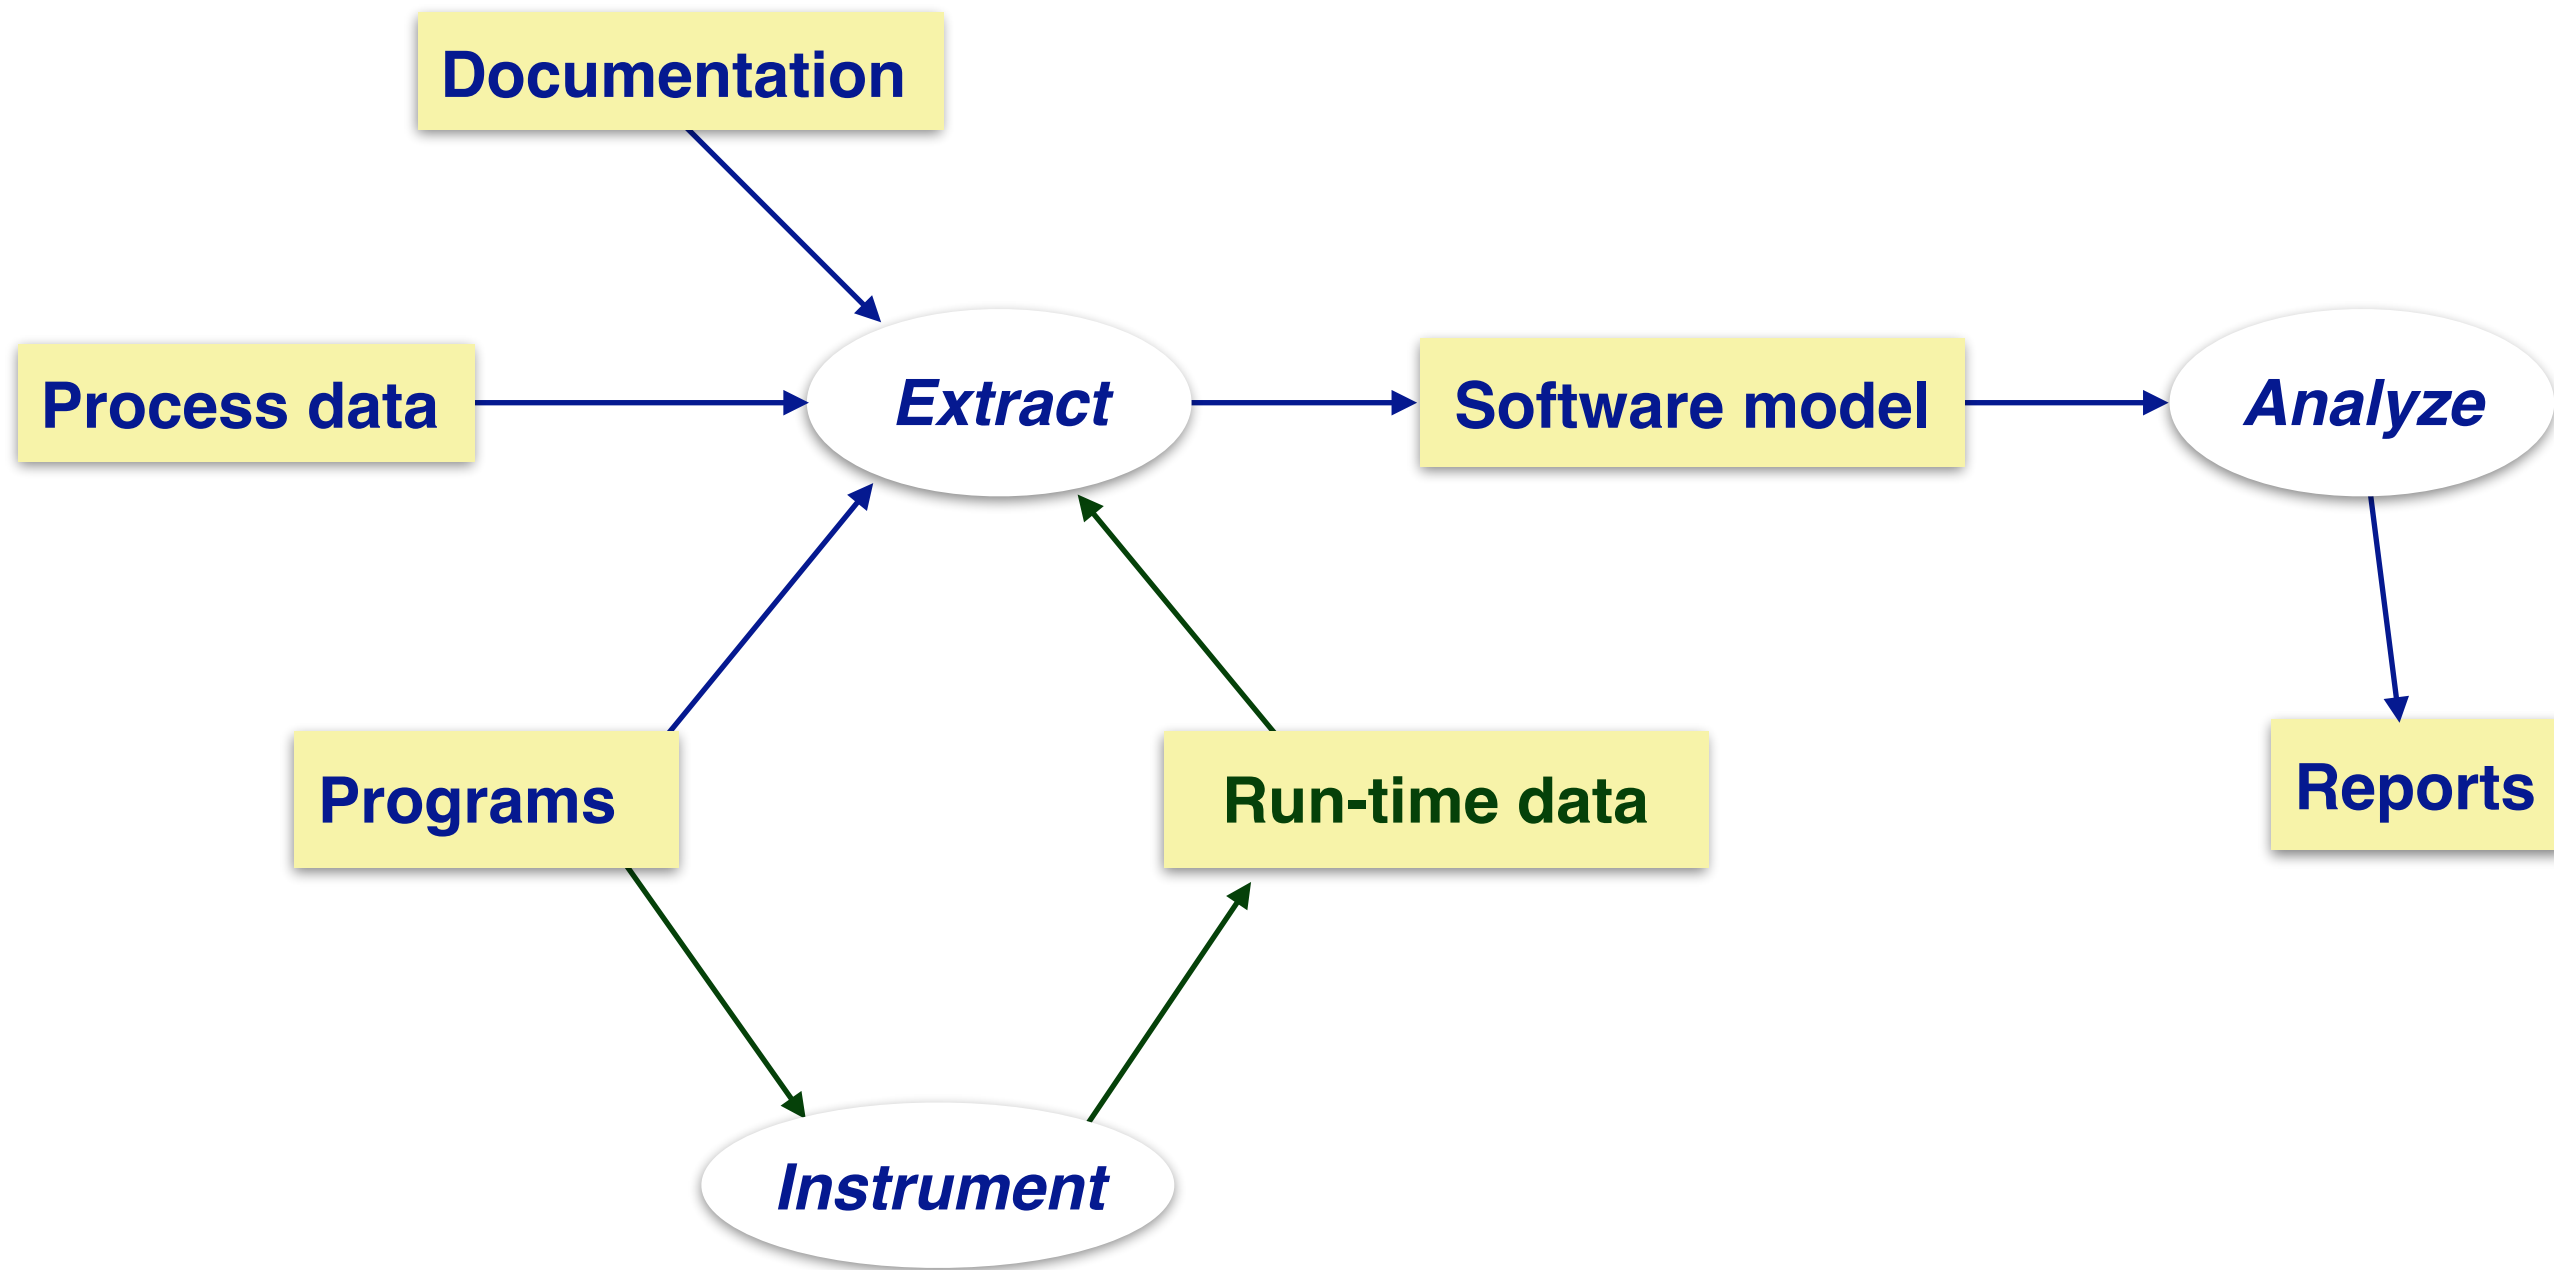 Documentation
Process data
Extract
Software model
Analyze
Programs
Run-time data
Reports
Instrument